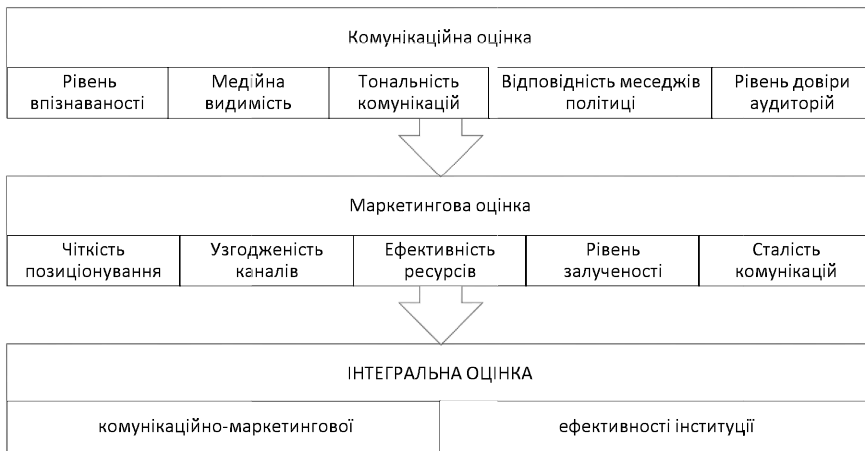 Комунікаційна оцінка
Рівень впізнаваності
Медійна видимість
Тональність комунікацій
Відповідність меседжів політиці
Рівень довіри аудиторій
Маркетингова оцінка
Чіткість позиціонування
Узгодженість каналів
Ефективність ресурсів
Рівень залученості
Сталість комунікацій
ІНТЕГРАЛЬНА ОЦІНКА
комунікаційно-маркетингової
ефективності інституції